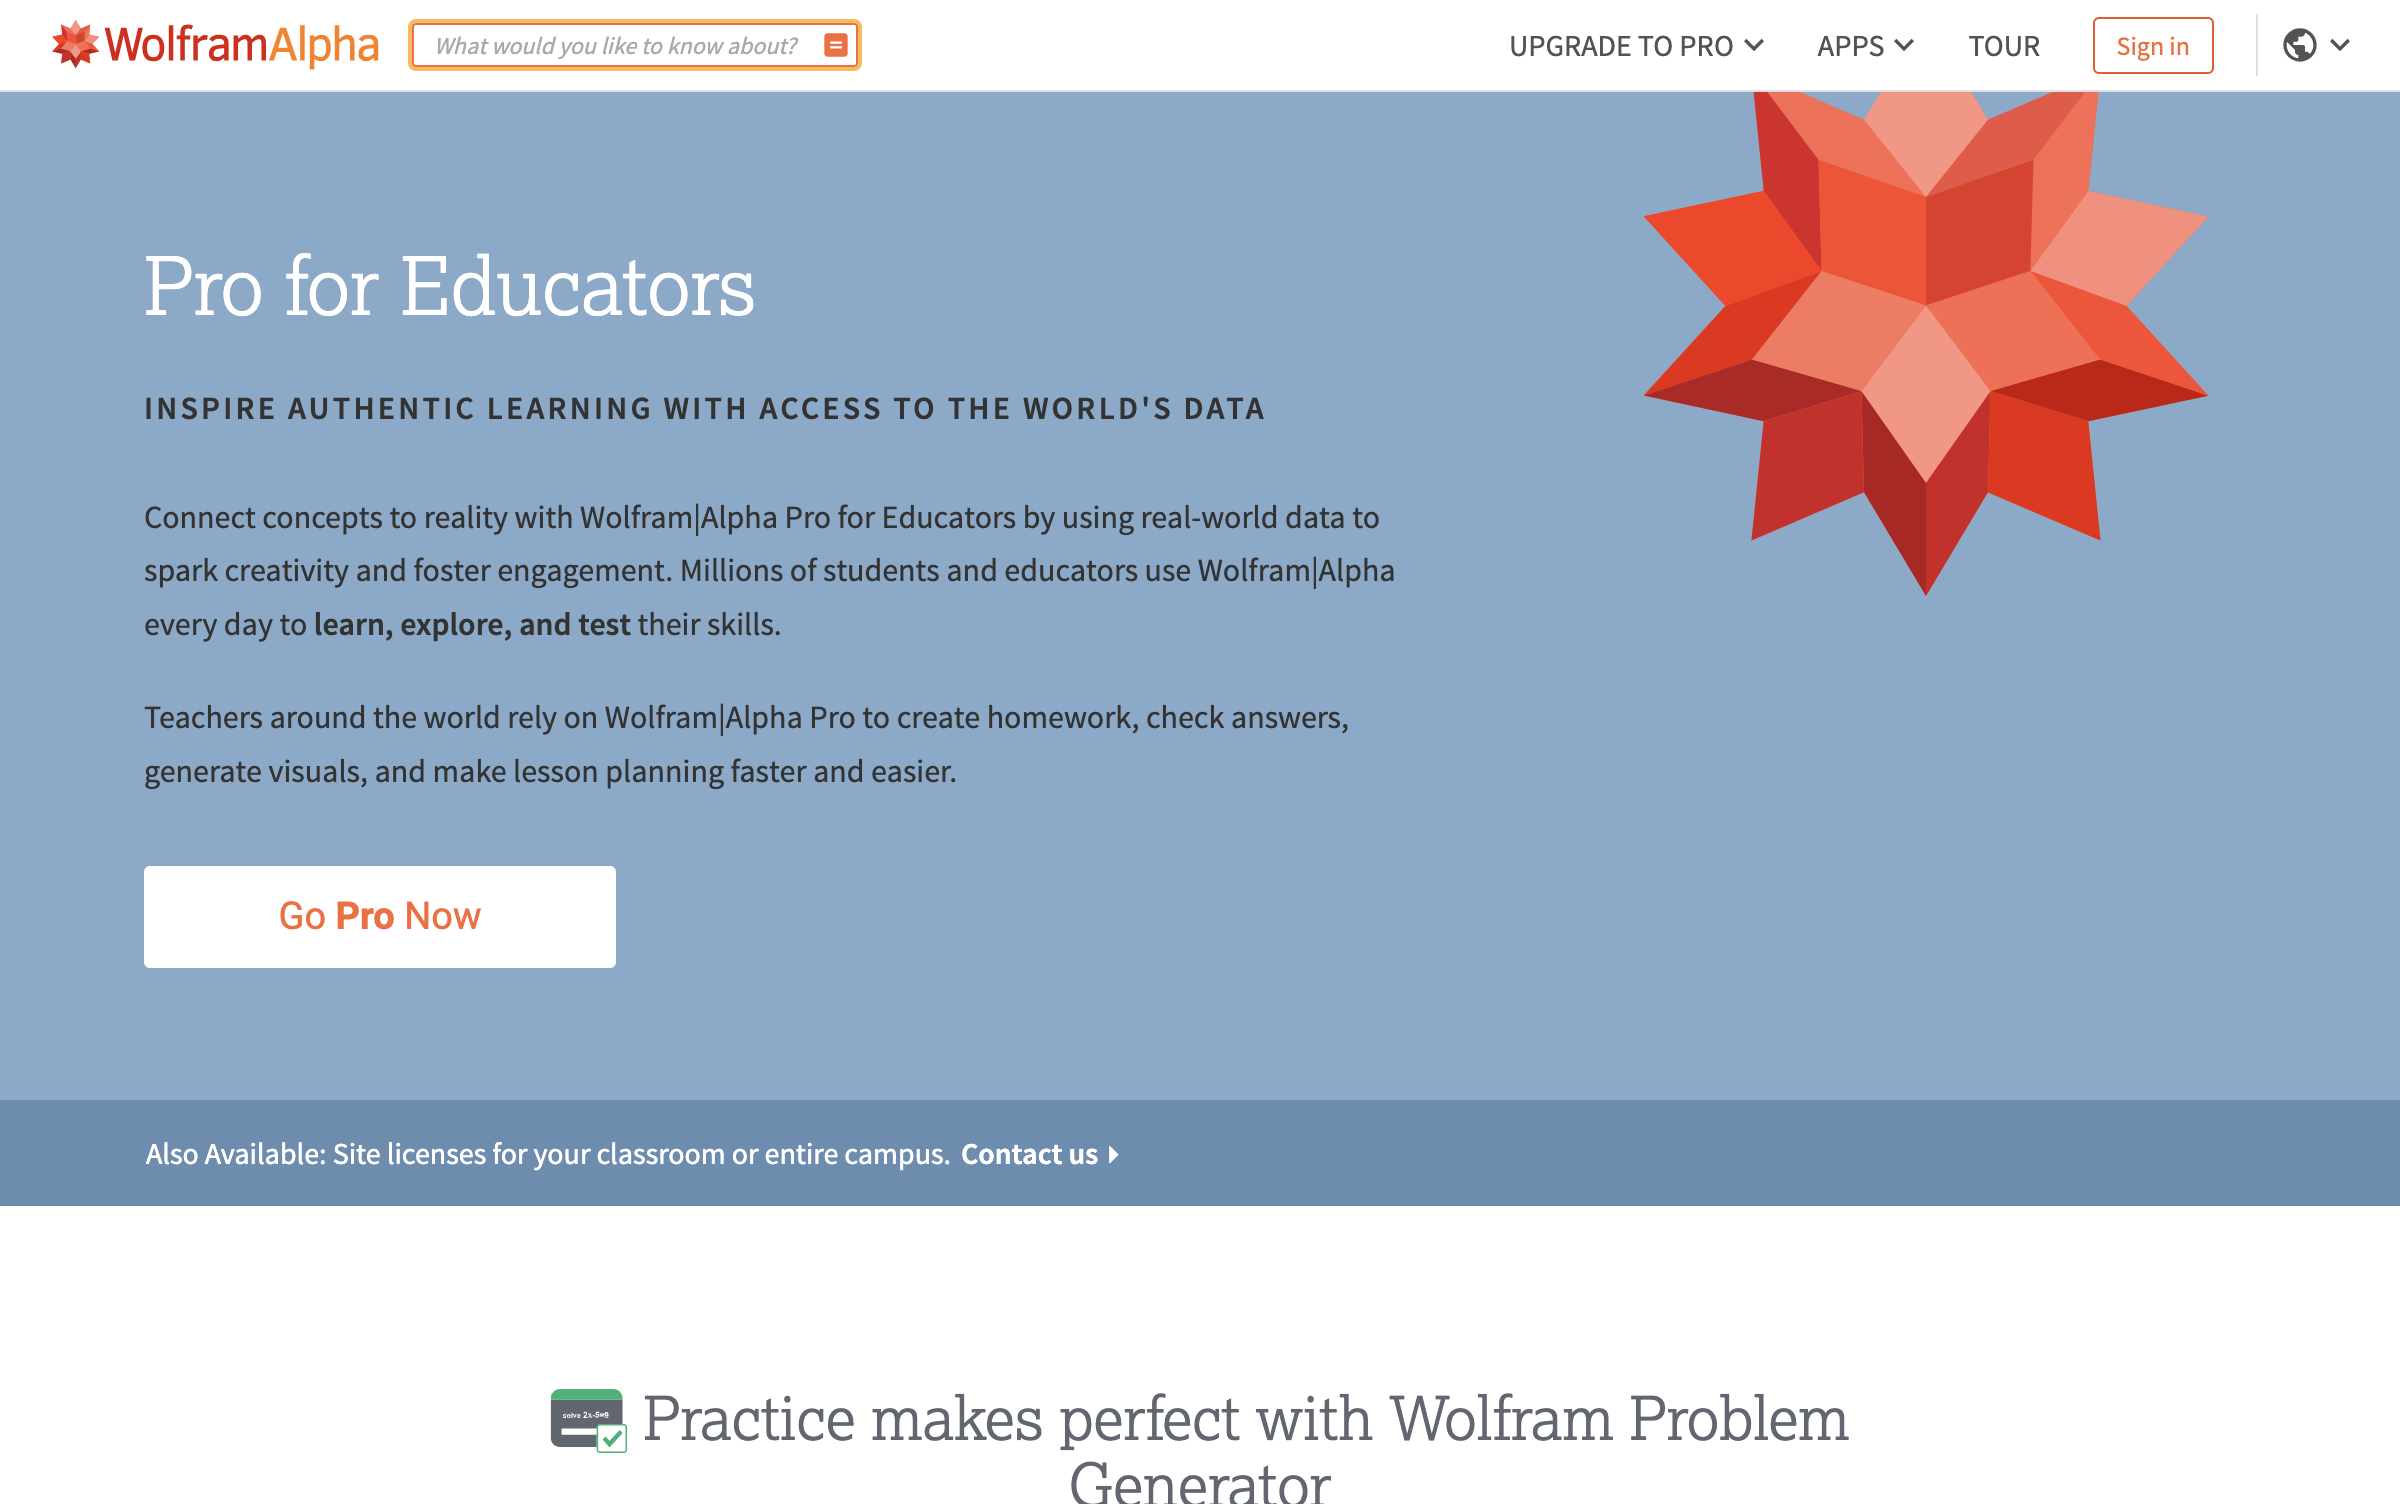 WolframAlpha
What would you like to know about?
UPGRADE TO PRO
APPS
TOUR
Sign in
Pro for Educators
INSPIRE AUTHENTIC LEARNING WITH ACCESS TO THE WORLD'S DATA
Connect concepts to reality with Wolfram|Alpha Pro for Educators by using real-world data to
spark creativity and foster engagement. Millions of students and educators use Wolfram|Alpha
every day to learn, explore, and test their skills.
Teachers around the world rely on Wolfram|Alpha Pro to create homework, check answers,
generate visuals, and make lesson planning faster and easier.
Go Pro Now
Also Available: Site licenses for your classroom or entire campus. Contact us
solve 2x-5=9
Practice makes perfect with Wolfram Problem
Generator